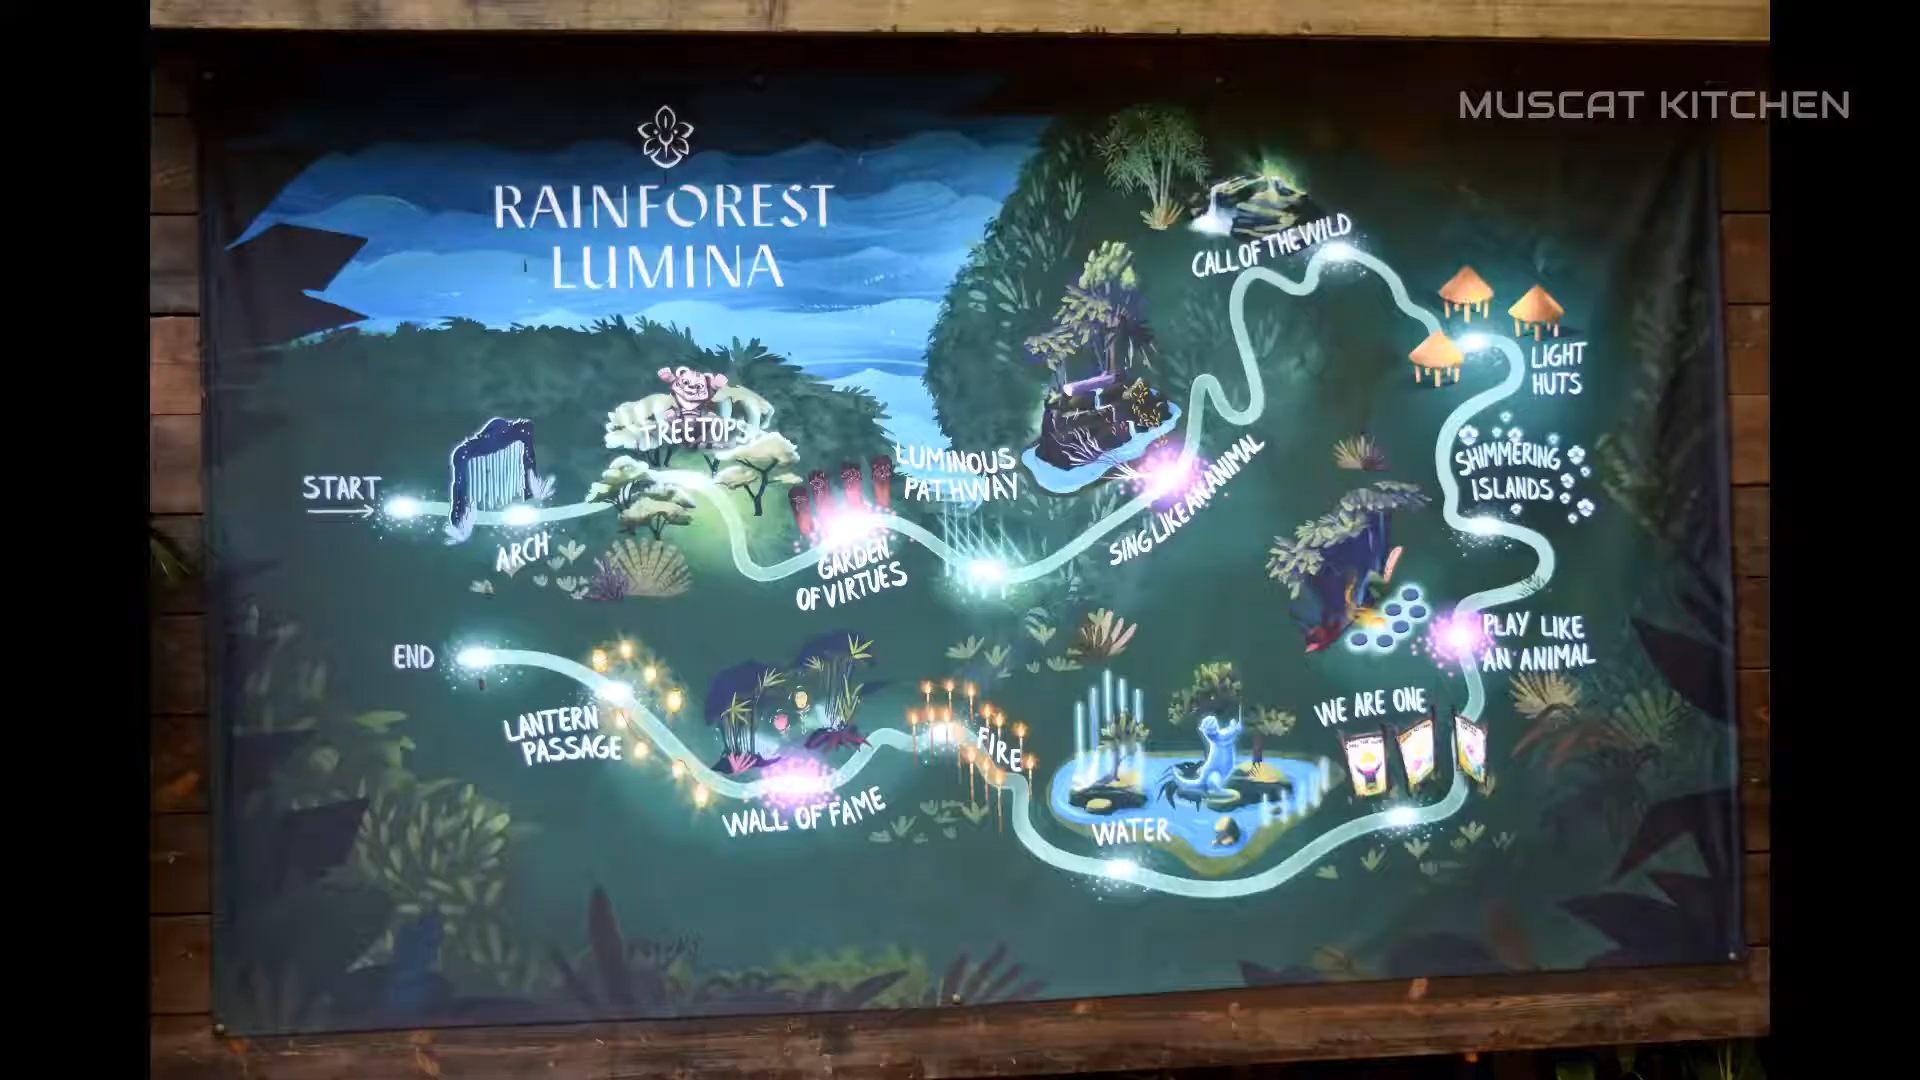 MUSCAT KITCHEN
RAINFOREST
LUMINA
CALL OF THE WILD
LIGHT
HUTS
TREETOPS
LUMINOUS
PATHWAY
SHIMMERING
ISLANDS
START
ARCH
SING LIKE AN ANIMAL
GARDEN
OF VIRTUES
PLAY LIKE
AN ANIMAL
END
WE ARE ONE
LANTERN
PASSAGE
FIRE
WALL OF FAME
WATER